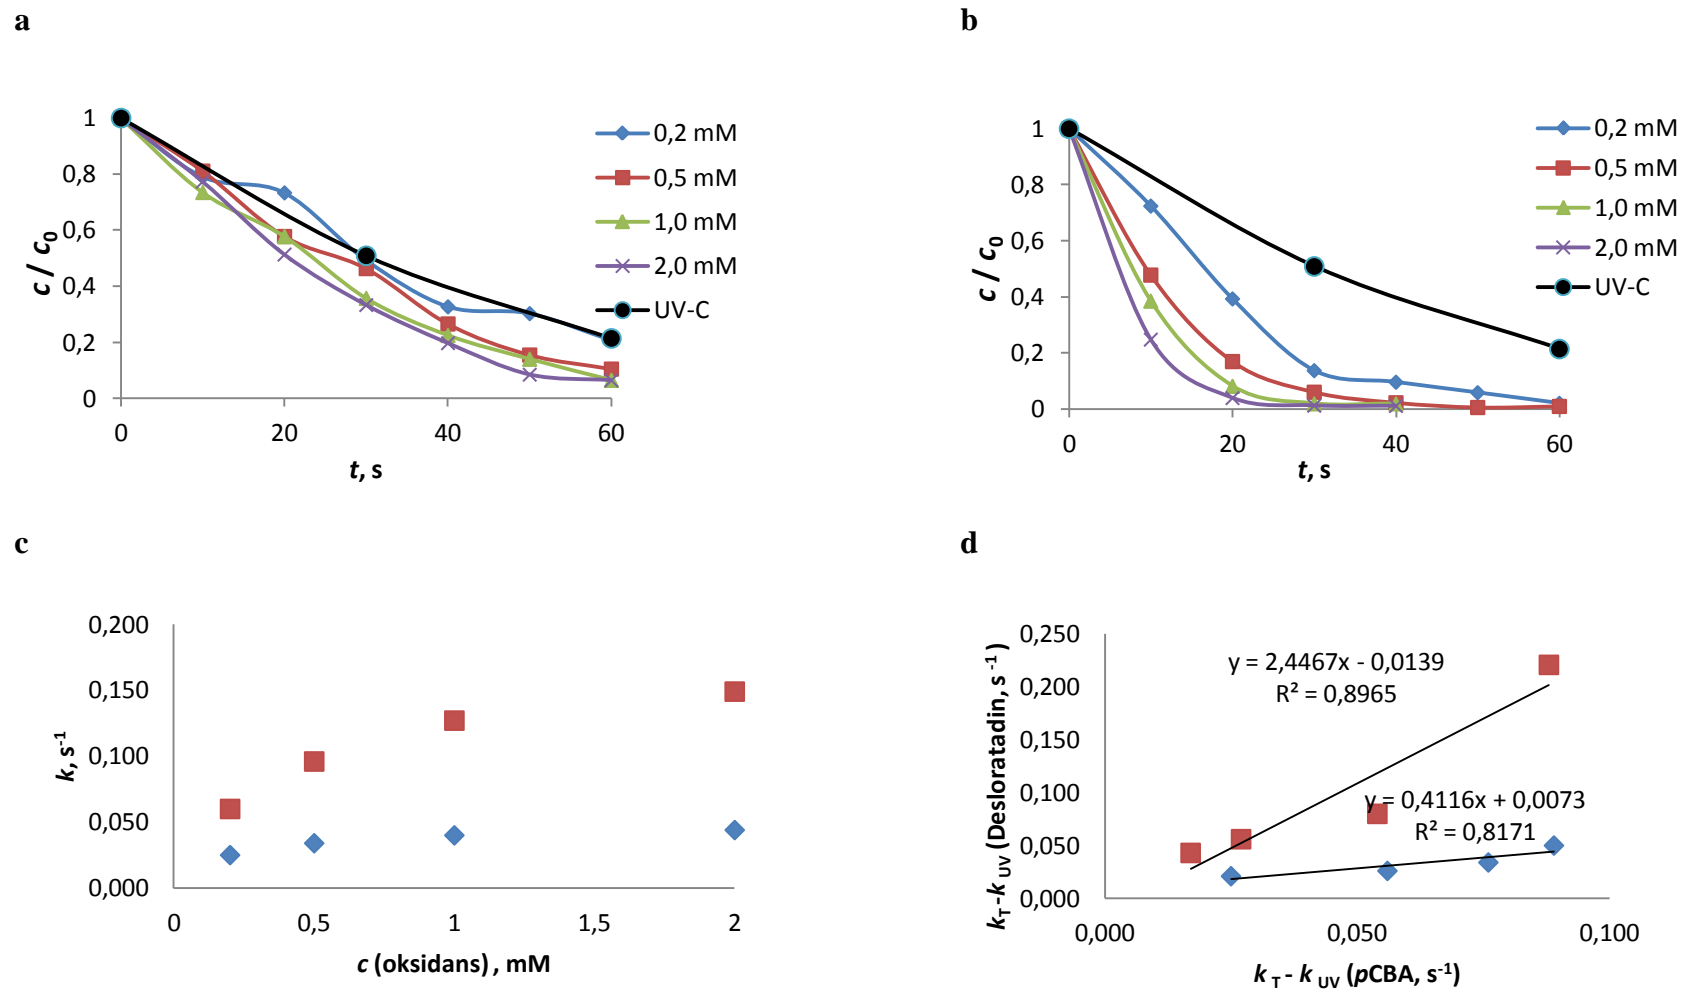 a
1
0,8
0,6
0,4
0,2
0
0
20
40
60
c / c0
t, s
0,2 mM
0,5 mM
1,0 mM
2,0 mM
UV-C
b
1
0,8
0,6
0,4
0,2
0
0
20
40
60
c / c0
t, s
0,2 mM
0,5 mM
1,0 mM
2,0 mM
UV-C
c
0,200
0,150
0,100
0,050
0,000
0
0,5
1
1,5
2
k, s-1
c (oksidans) , mM
d
0,250
0,200
0,150
0,100
0,050
0,000
0,000
0,050
0,100
kT-k UV (Desloratadin, s -1)
k T - k UV (pCBA, s-1)
y = 2,4467x - 0,0139
R² = 0,8965
y = 0,4116x + 0,0073
R² = 0,8171